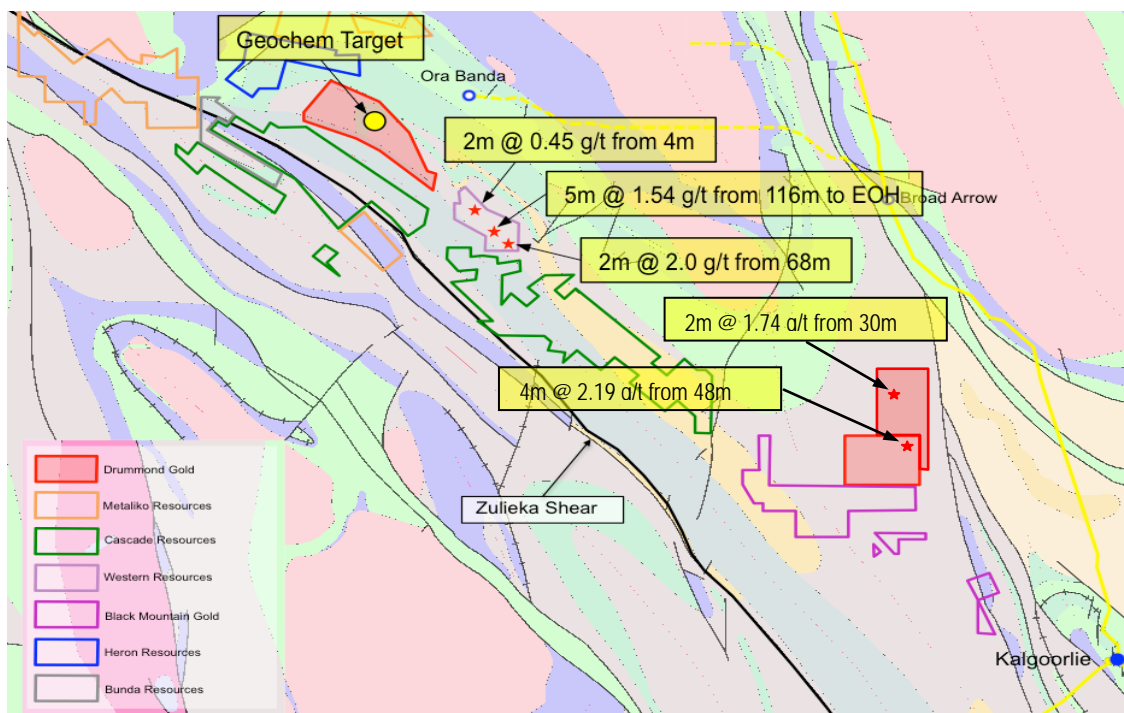 Geochem Target
Ora Banda
2m @ 0.45 g/t from 4m
5m @ 1.54 g/t from 116m to EOH
Broad Arrow
2m @ 2.0 g/t from 68m
2m @ 1.74 g/t from 30m
4m @ 2.19 g/t from 48m
Zulieka Shear
Kalgoorlie
Drummond Gold
Metaliko Resources
Cascade Resources
Western Resources
Black Mountain Gold
Heron Resources
Bunda Resources